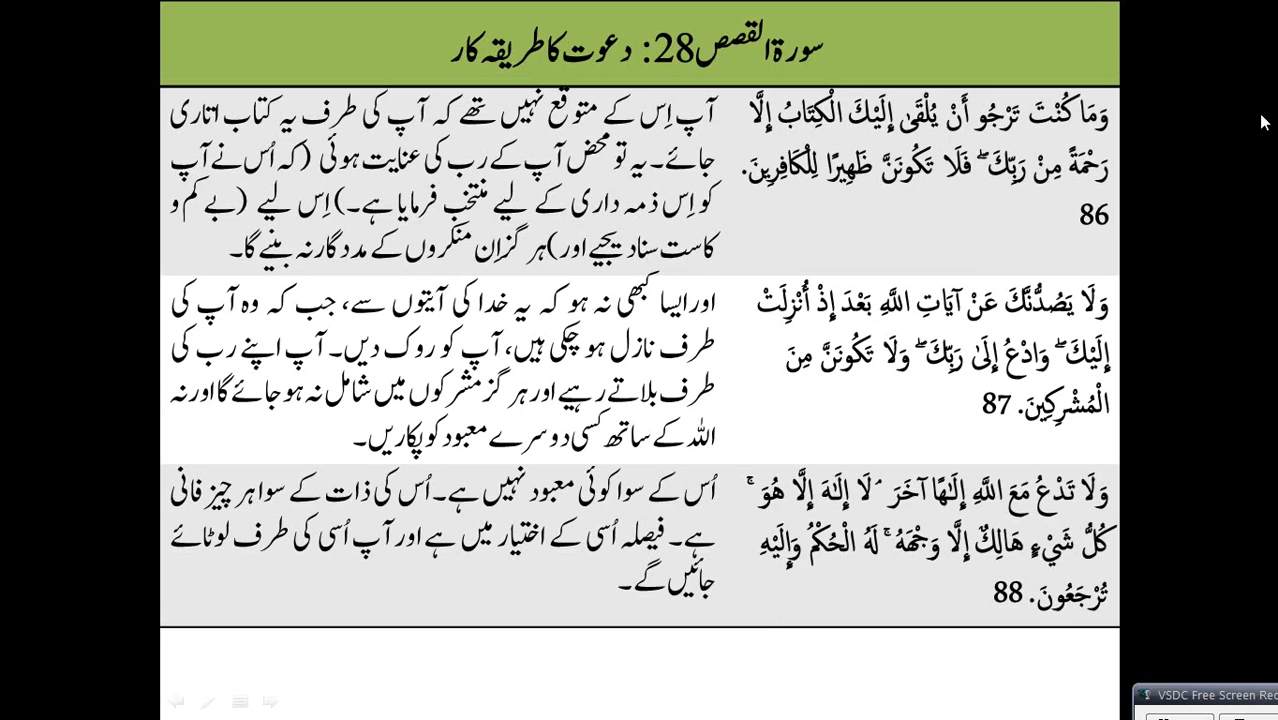 سورۃ القصص 28: دعوت کا طریقہ کار
وَمَا كُنْتَ تَرْجُو أَنْ يُلْقَىٰ إِلَيْكَ الْكِتَابُ إِلَّا
رَحْمَةً مِنْ رَبِّكَ ۖ فَلَا تَكُونَنَّ ظَهِيرًا لِلْكَافِرِينَ.
86
آپ اِس کے متوقع نہیں تھے کہ آپ کی طرف یہ کتاب اتاری
جائے۔ یہ تو محض آپ کے رب کی عنایت ہوئی (کہ اُس نے آپ
کو اِس ذمہ داری کے لیے منتخب فرمایا ہے۔) اِس لیے (بے کم و
کاست سنا دیجیے اور) ہر گز اِن منکروں کے مددگار نہ بنیے گا۔
وَلَا يَصُدُّنَّكَ عَنْ آيَاتِ اللَّهِ بَعْدَ إِذْ أُنْزِلَتْ
إِلَيْكَ ۖ وَادْعُ إِلَىٰ رَبِّكَ ۖ وَلَا تَكُونَنَّ مِنَ
الْمُشْرِكِينَ. 87
اور ایسا کبھی نہ ہو کہ یہ خدا کی آیتوں سے، جب کہ وہ آپ کی
طرف نازل ہو چکی ہیں، آپ کو روک دیں۔ آپ اپنے رب کی
طرف بلاتے رہیے اور ہر گز مشرکوں میں شامل نہ ہو جائے گا اور نہ
اللہ کے ساتھ کسی دوسرے معبود کو پکاریں۔
وَلَا تَدْعُ مَعَ اللَّهِ إِلَٰهًا آخَرَ ۘ لَا إِلَٰهَ إِلَّا هُوَ ۚ
كُلُّ شَيْءٍ هَالِكٌ إِلَّا وَجْهَهُ ۚ لَهُ الْحُكْمُ وَإِلَيْهِ
تُرْجَعُونَ. 88
اُس کے سوا کوئی معبود نہیں ہے۔ اُس کی ذات کے سوا ہر چیز فانی
ہے۔ فیصلہ اُسی کے اختیار میں ہے اور آپ اُسی کی طرف لوٹائے
جائیں گے۔
VSDC Free Screen Rec